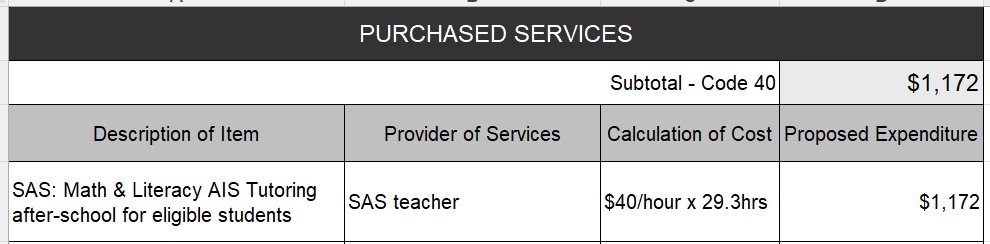 PURCHASED SERVICES
Subtotal - Code 40 $1,172
Description of Item Provider of Services Calculation of Cost Proposed Expenditure
SAS: Math & Literacy AIS Tutoring
after-school for eligible students SAS teacher $40/hour x 29.3hrs $1,172